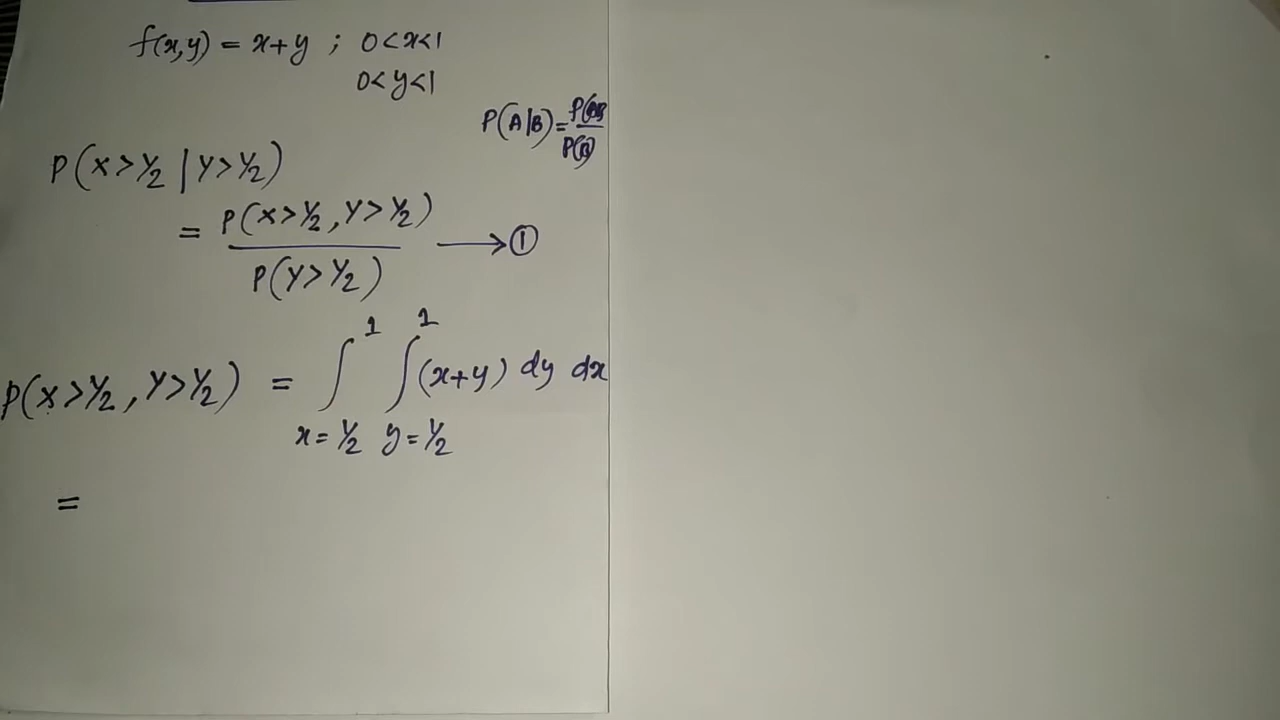 f(x,y) = x+y ; 0<x<1
0<y<1
P(A|B) = P(AB)
P(B)
P(X>1/2 | Y>1/2)
= P(X>1/2, Y>1/2) → ①
P(Y>1/2)
P(X>1/2, Y>1/2) = ∫ 1 ∫ 1 (x+y) dy dx
x=1/2 y=1/2
=